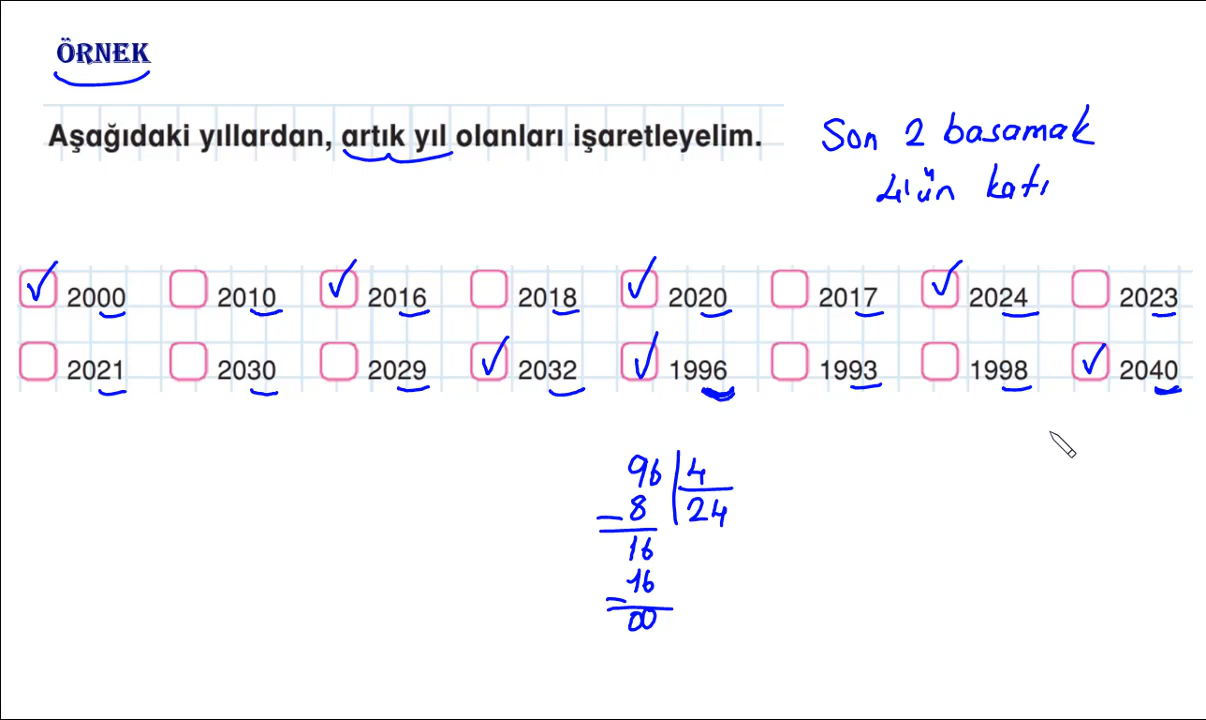 ÖRNEK
Aşağıdaki yıllardan, artık yıl olanları işaretleyelim.
Son 2 basamak
4'ün katı
✓ 2000 2010 ✓ 2016 2018 ✓ 2020 2017 ✓ 2024 2023
2021 2030 2029 ✓ 2032 ✓ 1996 1993 1998 ✓ 2040
96 | 4
- 8 | 24
16
- 16
00